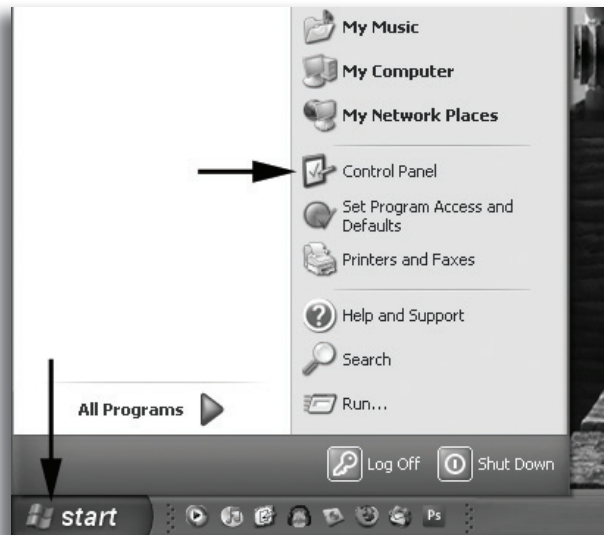 My Music
My Computer
My Network Places
Control Panel
Set Program Access and
Defaults
Printers and Faxes
Help and Support
Search
Run...
All Programs
Log Off
Shut Down
start
Ps